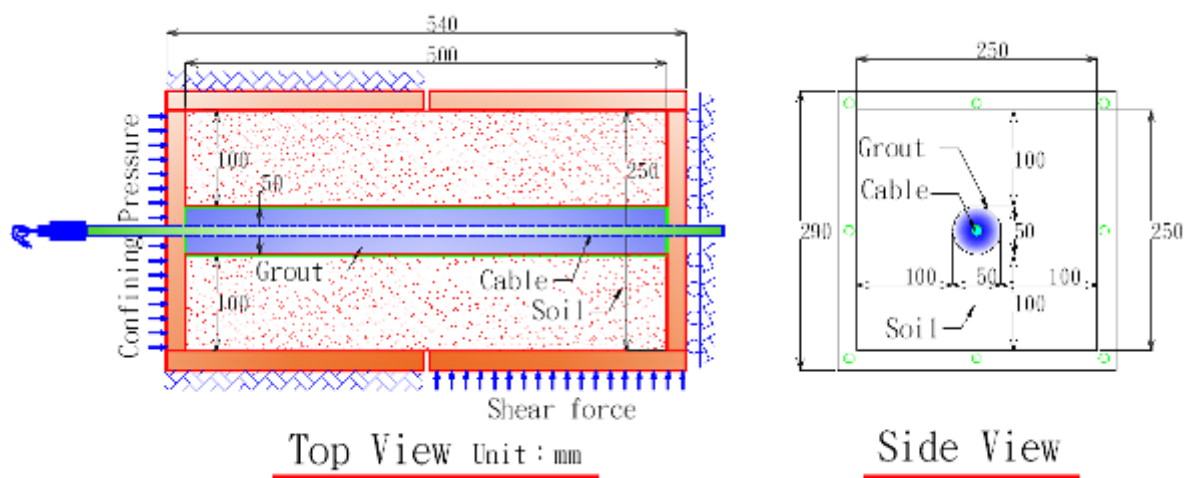 540
500
Confining Pressure
100
50
250
Grout
Cable
100
Soil
Shear force
Top View Unit：mm
250
Grout
100
Cable
290
50
250
100 50 100
Soil
100
Side View